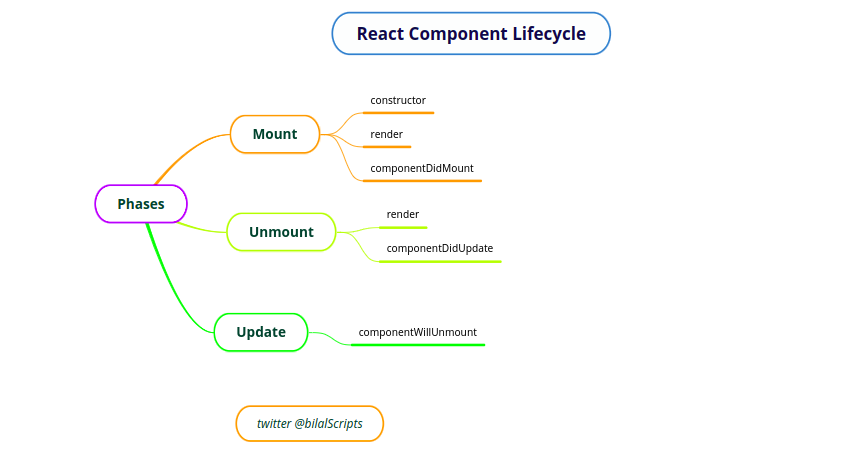 React Component Lifecycle
Phases
Mount
constructor
render
componentDidMount
Unmount
render
componentDidUpdate
Update
componentWillUnmount
twitter @bilalScripts